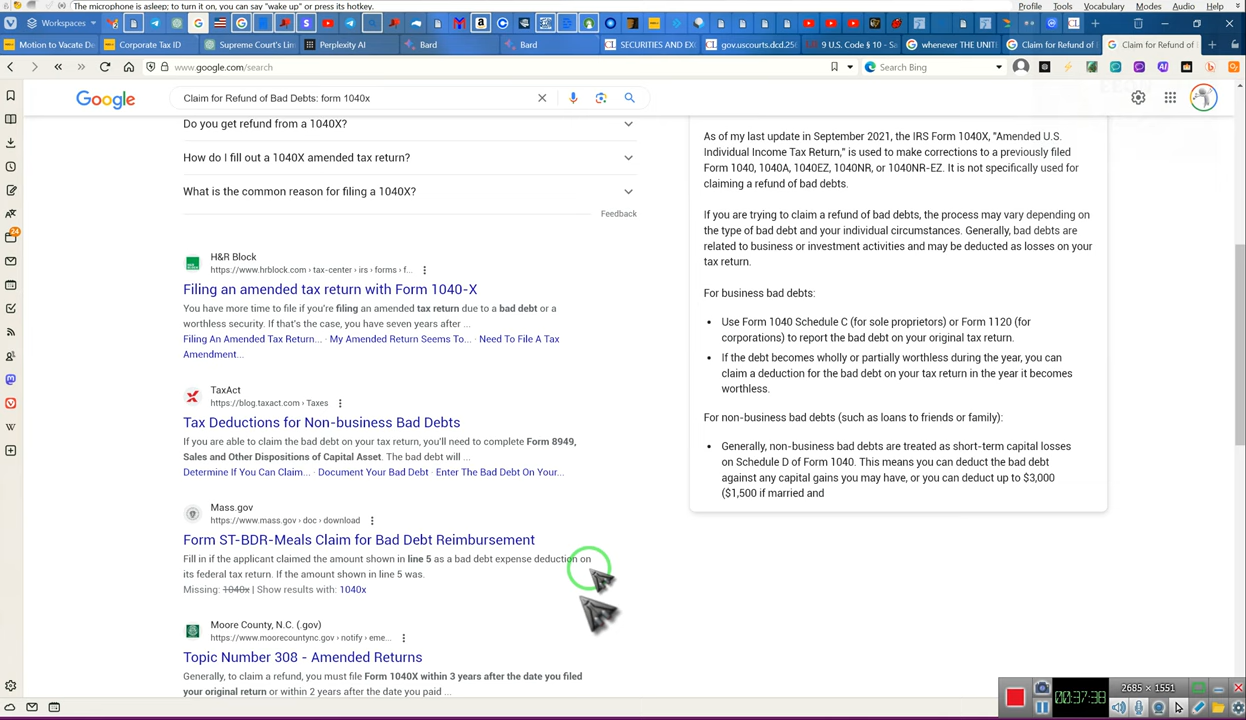 The microphone is asleep; to turn it on, you can say "wake up" or press its hotkey.
Profile Tools Vocabulary Modes Audio Help
Workspaces
Motion to Vacate De
Corporate Tax ID
Supreme Court's Lin
Perplexity AI
Bard
Bard
SECURITIES AND EX
gov.uscourts.dcd.256
9 U.S. Code § 10 - Sa
whenever THE UNIT
Claim for Refund of
Claim for Refund of
www.google.com/search
Search Bing
Google
Claim for Refund of Bad Debts: form 1040x
Do you get refund from a 1040X?
How do I fill out a 1040X amended tax return?
What is the common reason for filing a 1040X?
Feedback
H&R Block
https://www.hrblock.com › tax-center › irs › forms › f...
Filing an amended tax return with Form 1040-X
You have more time to file if you're filing an amended tax return due to a bad debt or a
worthless security. If that's the case, you have seven years after ...
Filing An Amended Tax Return... · My Amended Return Seems To... · Need To File A Tax
Amendment...
TaxAct
https://blog.taxact.com › Taxes
Tax Deductions for Non-business Bad Debts
If you are able to claim the bad debt on your tax return, you'll need to complete Form 8949,
Sales and Other Dispositions of Capital Asset. The bad debt will ...
Determine If You Can Claim... · Document Your Bad Debt · Enter The Bad Debt On Your...
Mass.gov
https://www.mass.gov › doc › download
Form ST-BDR-Meals Claim for Bad Debt Reimbursement
Fill in if the applicant claimed the amount shown in line 5 as a bad debt expense deduction on
its federal tax return. If the amount shown in line 5 was.
Missing: 1040x | Show results with: 1040x
Moore County, N.C. (.gov)
https://www.moorecountync.gov › notify › eme...
Topic Number 308 - Amended Returns
Generally, to claim a refund, you must file Form 1040X within 3 years after the date you filed
your original return or within 2 years after the date you paid ...
As of my last update in September 2021, the IRS Form 1040X, "Amended U.S.
Individual Income Tax Return," is used to make corrections to a previously filed
Form 1040, 1040A, 1040EZ, 1040NR, or 1040NR-EZ. It is not specifically used for
claiming a refund of bad debts.
If you are trying to claim a refund of bad debts, the process may vary depending on
the type of bad debt and your individual circumstances. Generally, bad debts are
related to business or investment activities and may be deducted as losses on your
tax return.
For business bad debts:
Use Form 1040 Schedule C (for sole proprietors) or Form 1120 (for
corporations) to report the bad debt on your original tax return.
If the debt becomes wholly or partially worthless during the year, you can
claim a deduction for the bad debt on your tax return in the year it becomes
worthless.
For non-business bad debts (such as loans to friends or family):
Generally, non-business bad debts are treated as short-term capital losses
on Schedule D of Form 1040. This means you can deduct the bad debt
against any capital gains you may have, or you can deduct up to $3,000
($1,500 if married and
24
00:37:38
2685 × 1551